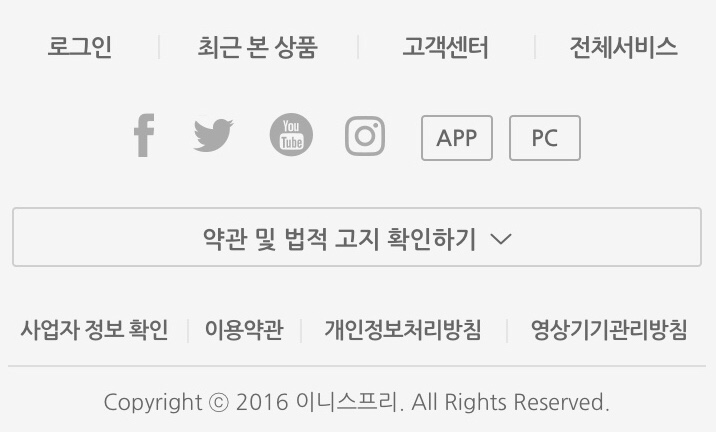 로그인 최근 본 상품 고객센터 전체서비스
f You Tube APP PC
약관 및 법적 고지 확인하기
사업자 정보 확인 이용약관 개인정보처리방침 영상기기관리방침
Copyright ⓒ 2016 이니스프리. All Rights Reserved.